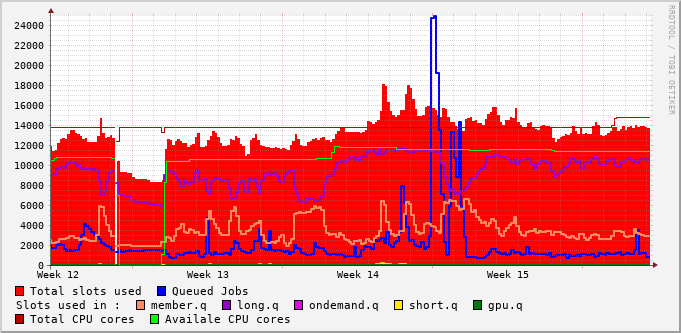 RRDTOOL / TOBI OETIKER
24000
22000
20000
18000
16000
14000
12000
10000
8000
6000
4000
2000
0
Week 12 Week 13 Week 14 Week 15
Total slots used Queued Jobs
Slots used in : member.q long.q ondemand.q short.q gpu.q
Total CPU cores Availale CPU cores